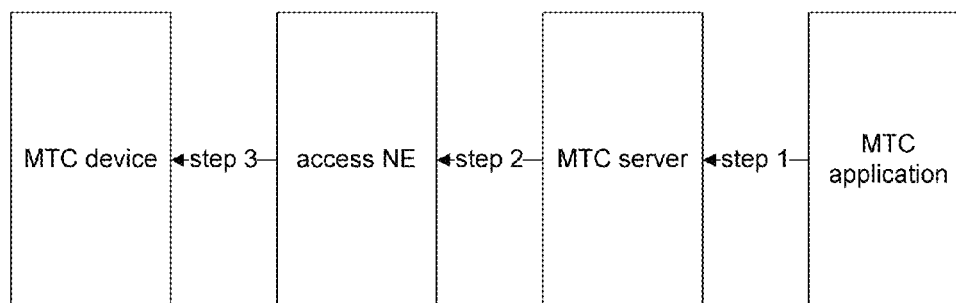 MTC device
step 3
access NE
step 2
MTC server
step 1
MTC
application